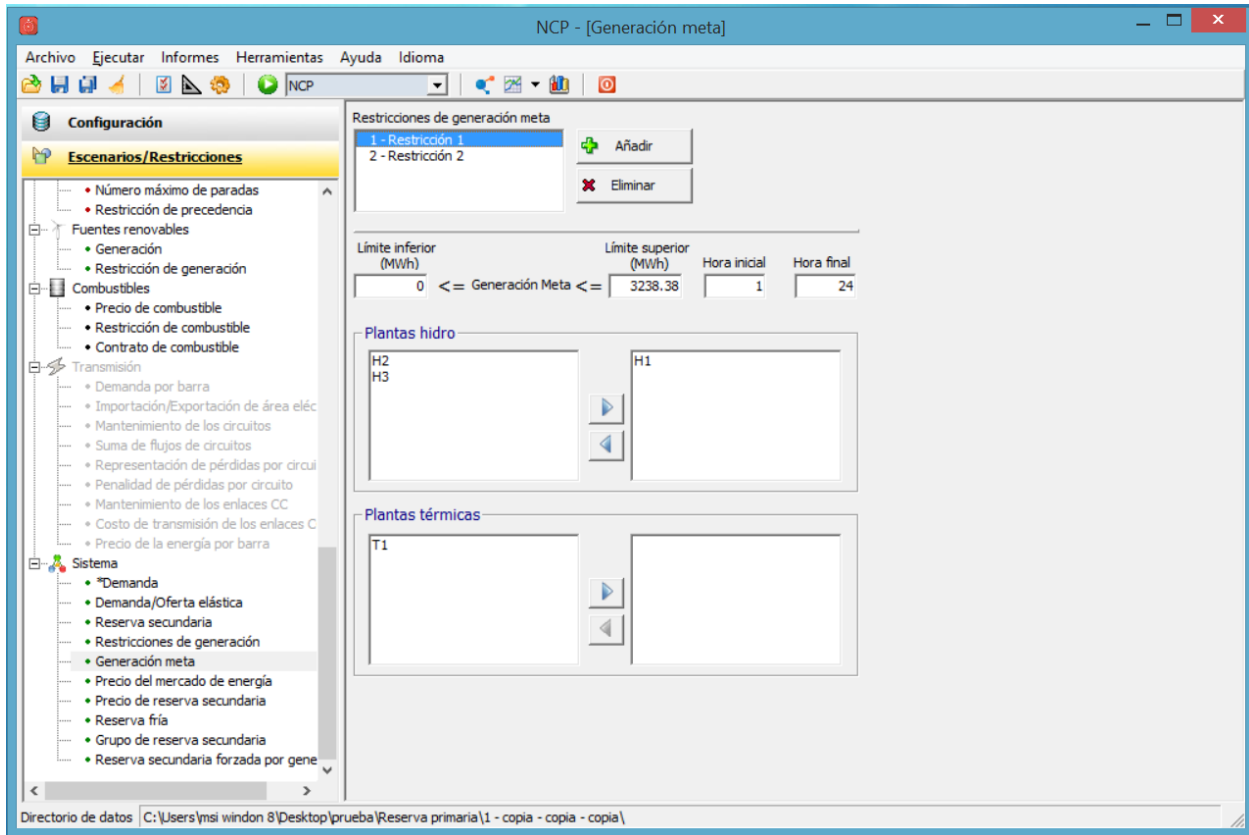 NCP - [Generación meta]
Archivo Ejecutar Informes Herramientas Ayuda Idioma
NCP
Configuración
Escenarios/Restricciones
• Número máximo de paradas
• Restricción de precedencia
Fuentes renovables
• Generación
• Restricción de generación
Combustibles
• Precio de combustible
• Restricción de combustible
• Contrato de combustible
Transmisión
• Demanda por barra
• Importación/Exportación de área eléc
• Mantenimiento de los circuitos
• Suma de flujos de circuitos
• Representación de pérdidas por circui
• Penalidad de pérdidas por circuito
• Mantenimiento de los enlaces CC
• Costo de transmisión de los enlaces C
• Precio de la energía por barra
Sistema
• *Demanda
• Demanda/Oferta elástica
• Reserva secundaria
• Restricciones de generación
• Generación meta
• Precio del mercado de energía
• Precio de reserva secundaria
• Reserva fría
• Grupo de reserva secundaria
• Reserva secundaria forzada por gene
Restricciones de generación meta
1 - Restricción 1
2 - Restricción 2
Añadir
Eliminar
Límite inferior (MWh)
Límite superior (MWh)
Hora inicial
Hora final
0 <= Generación Meta <= 3238.38 1 24
Plantas hidro
H2
H3
H1
Plantas térmicas
T1
Directorio de datos C:\Users\msi windon 8\Desktop\prueba\Reserva primaria\1 - copia - copia - copia\